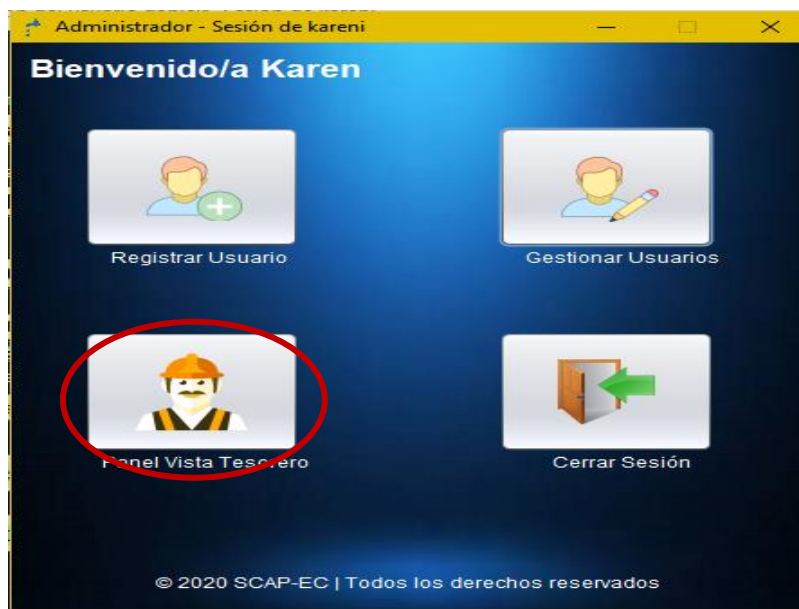 Administrador - Sesión de kareni
Bienvenido/a Karen
Registrar Usuario
Gestionar Usuarios
Panel Vista Tesorero
Cerrar Sesión
© 2020 SCAP-EC | Todos los derechos reservados